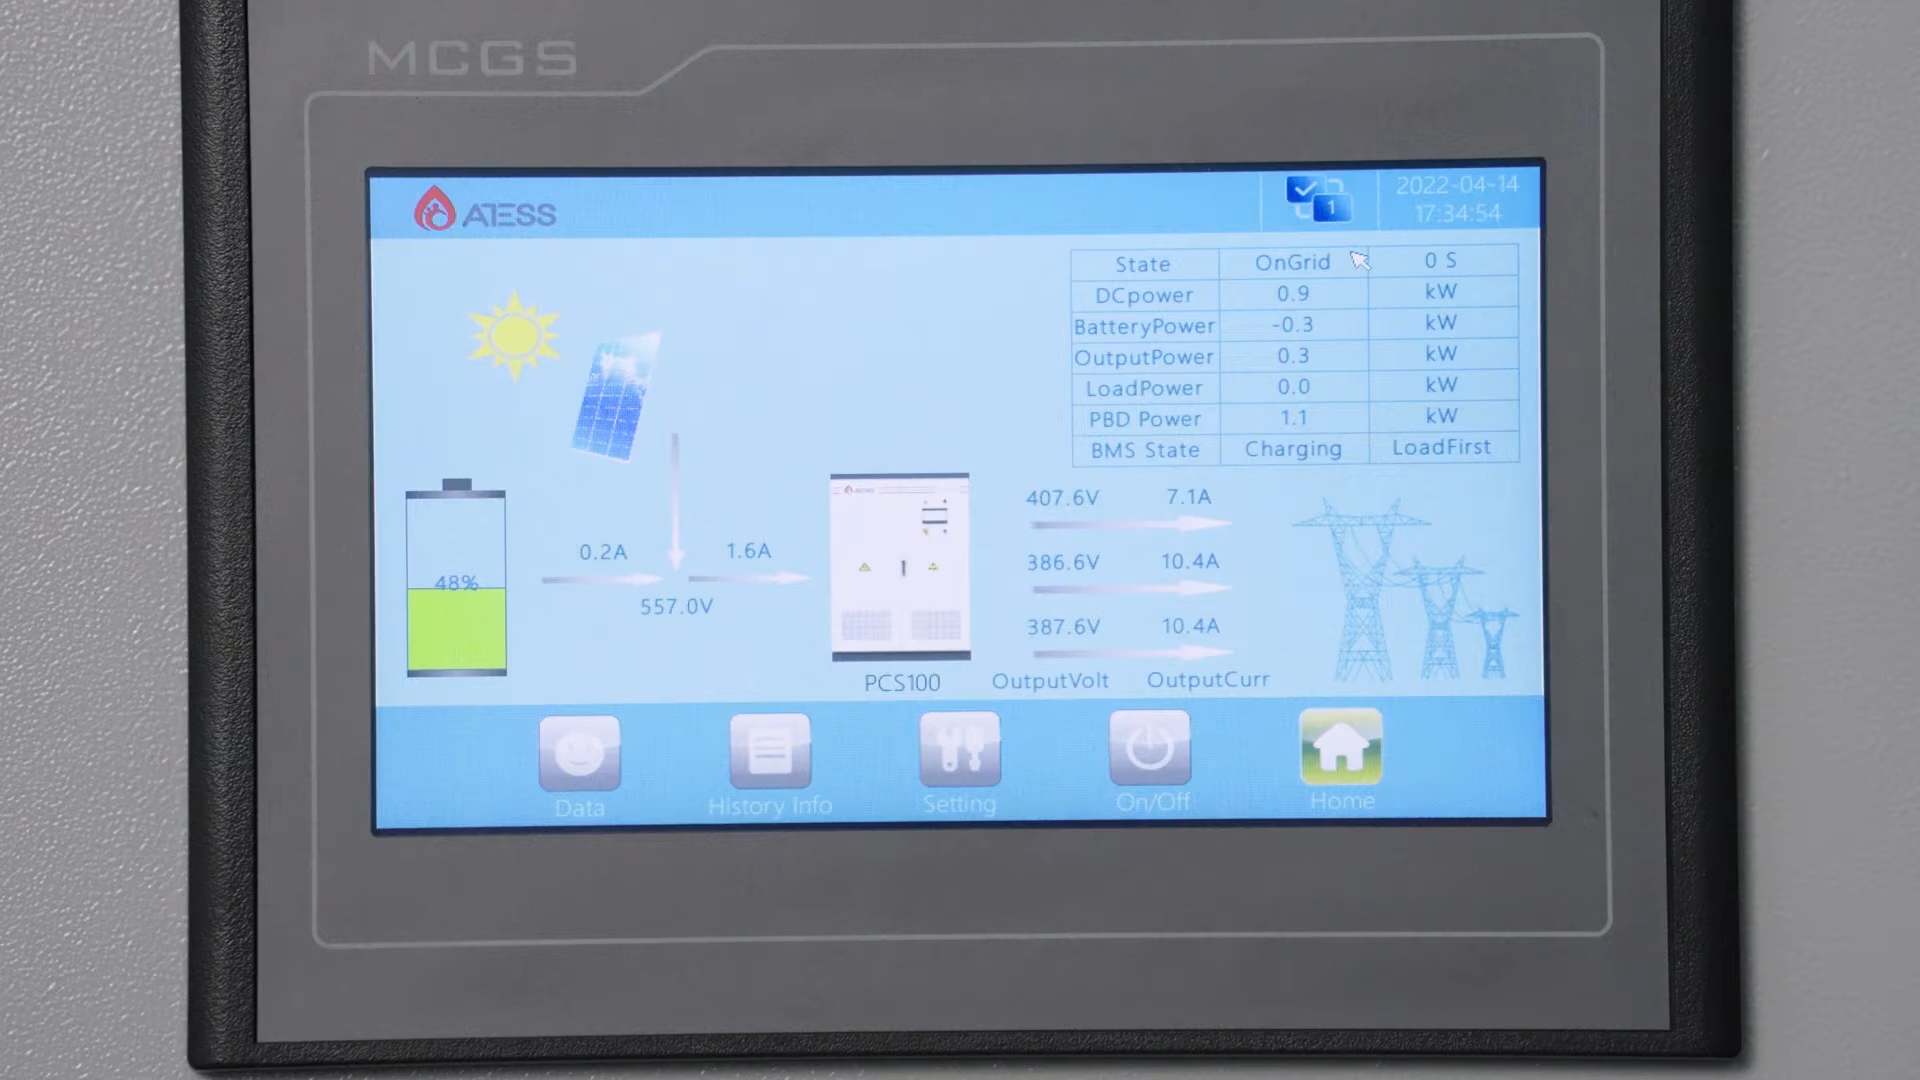 MCGS
ATESS
1
2022-04-14
17:34:54
State OnGrid 0 S
DCpower 0.9 kW
BatteryPower -0.3 kW
OutputPower 0.3 kW
LoadPower 0.0 kW
PBD Power 1.1 kW
BMS State Charging LoadFirst
48%
0.2A
1.6A
557.0V
407.6V 7.1A
386.6V 10.4A
387.6V 10.4A
PCS100
OutputVolt OutputCurr
Data
History Info
Setting
On/Off
Home